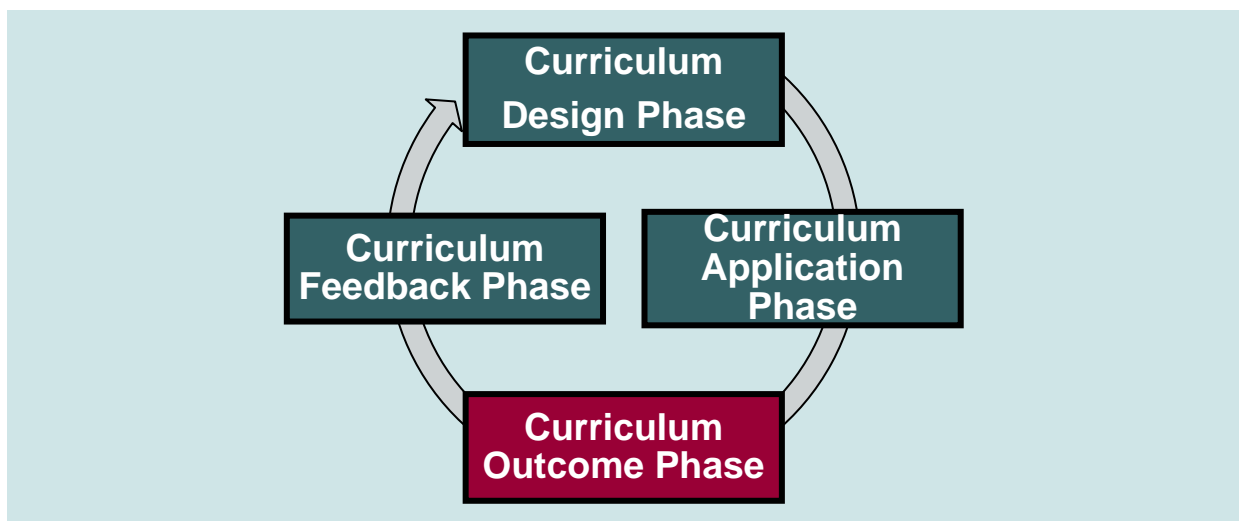 Curriculum
Design Phase
Curriculum
Feedback Phase
Curriculum
Application
Phase
Curriculum
Outcome Phase